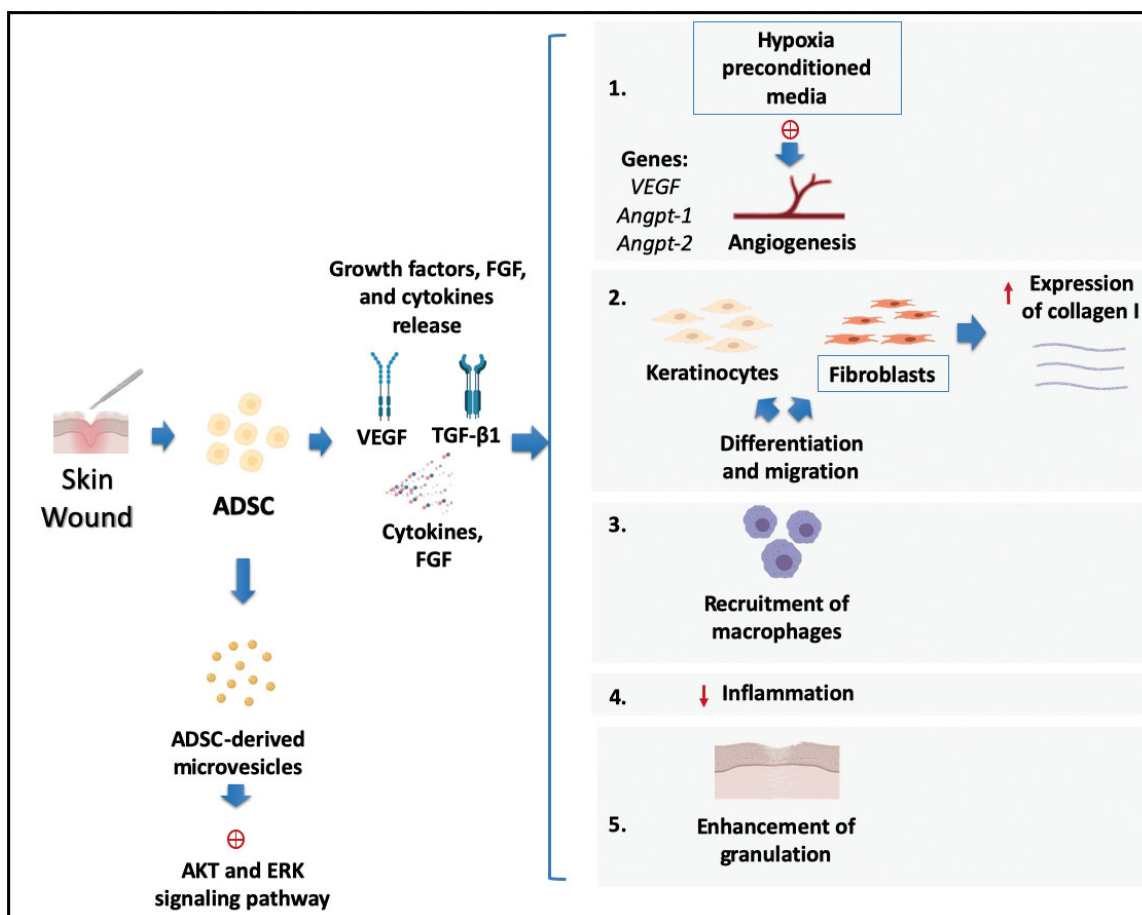 Skin
Wound
ADSC
Growth factors, FGF,
and cytokines
release
VEGF
TGF-β1
Cytokines,
FGF
ADSC-derived
microvesicles
AKT and ERK
signaling pathway
1.
Hypoxia
preconditioned
media
Genes:
VEGF
Angpt-1
Angpt-2
Angiogenesis
2.
Keratinocytes
Fibroblasts
Expression
of collagen I
Differentiation
and migration
3.
Recruitment of
macrophages
4.
Inflammation
5.
Enhancement of
granulation